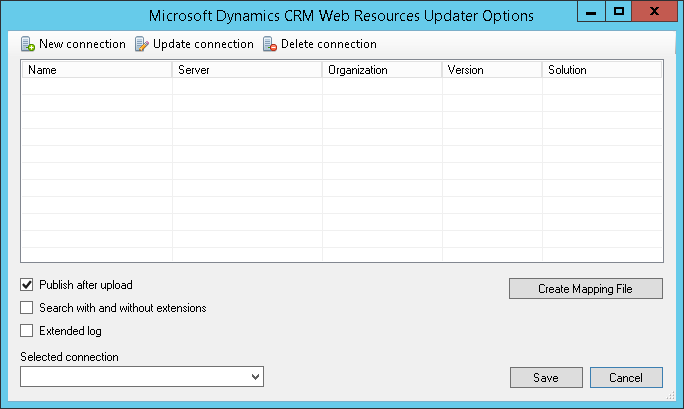 Microsoft Dynamics CRM Web Resources Updater Options
New connection Update connection Delete connection
Name Server Organization Version Solution
Publish after upload
Create Mapping File
Search with and without extensions
Extended log
Selected connection
Save Cancel